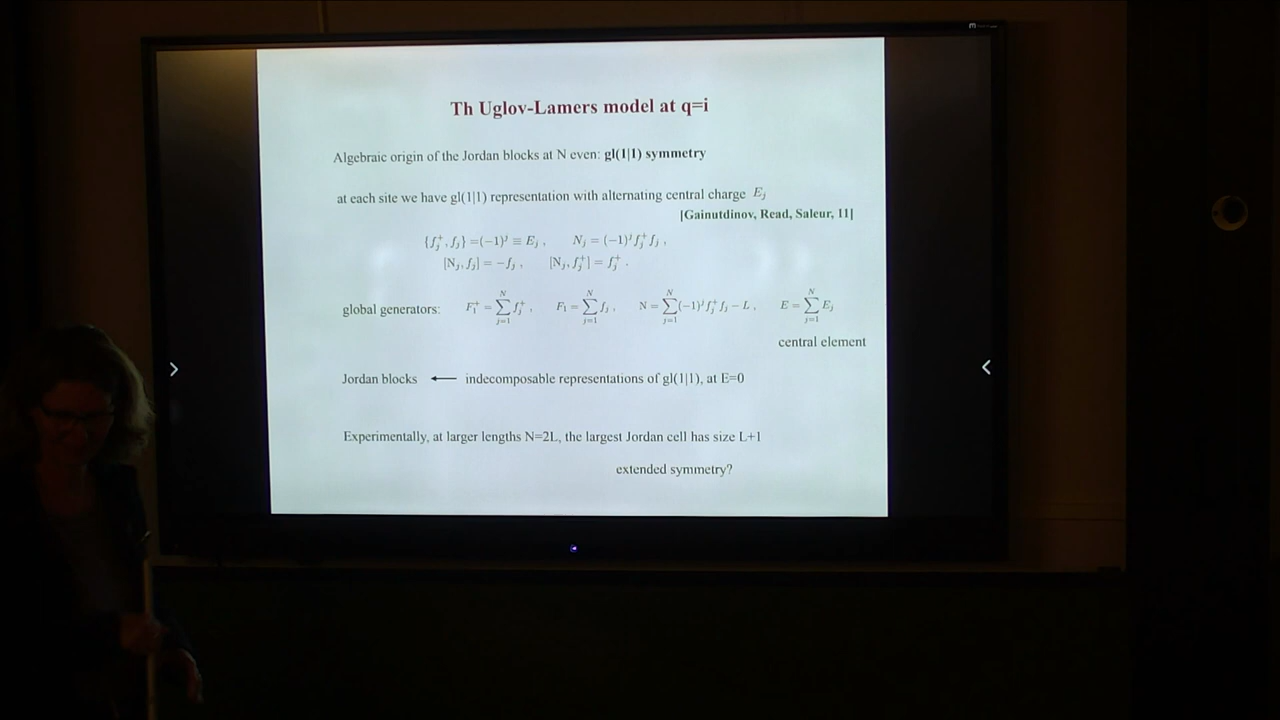 Th Uglov-Lamers model at q=i
Algebraic origin of the Jordan blocks at N even: gl(1|1) symmetry
at each site we have gl(1|1) representation with alternating central charge E_j
[Gainutdinov, Read, Saleur, 11]
{f_j^+, f_j} = (-1)^j ≡ E_j , N_j = (-1)^j f_j^+ f_j ,
[N_j, f_j] = -f_j , [N_j, f_j^+] = f_j^+ .
global generators: F_1^+ = ∑_{j=1}^N f_j^+ , F_1 = ∑_{j=1}^N f_j , N = ∑_{j=1}^N (-1)^j f_j^+ f_j - L , E = ∑_{j=1}^N E_j
central element
Jordan blocks ← indecomposable representations of gl(1|1), at E=0
Experimentally, at larger lengths N=2L, the largest Jordan cell has size L+1
extended symmetry?